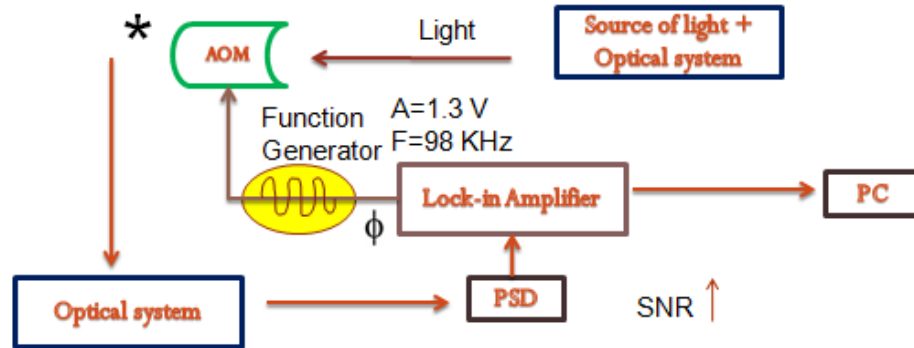 *
AOM
Light
Source of light +
Optical system
Function
Generator
A=1.3 V
F=98 KHz
ϕ
Lock-in Amplifier
PC
Optical system
PSD
SNR ↑